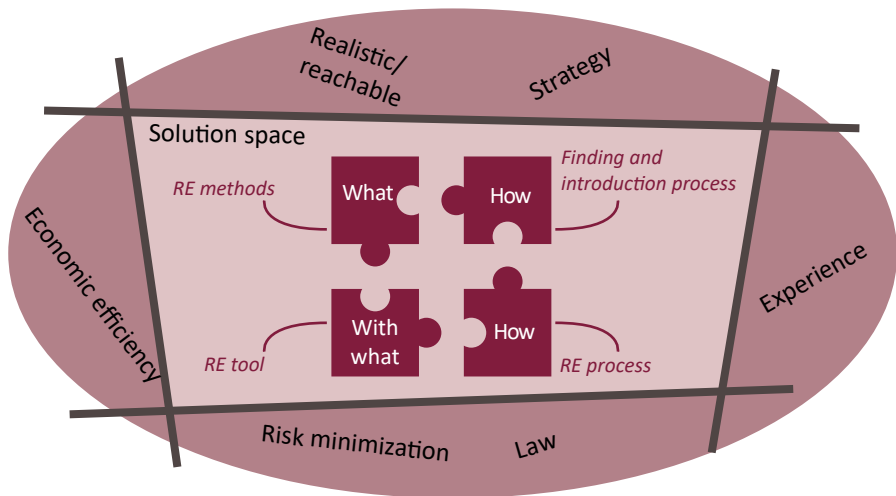 Realistic/
reachable
Strategy
Solution space
RE methods
What
How
Finding and
introduction process
Economic efficiency
Experience
RE tool
With
what
How
RE process
Risk minimization
Law